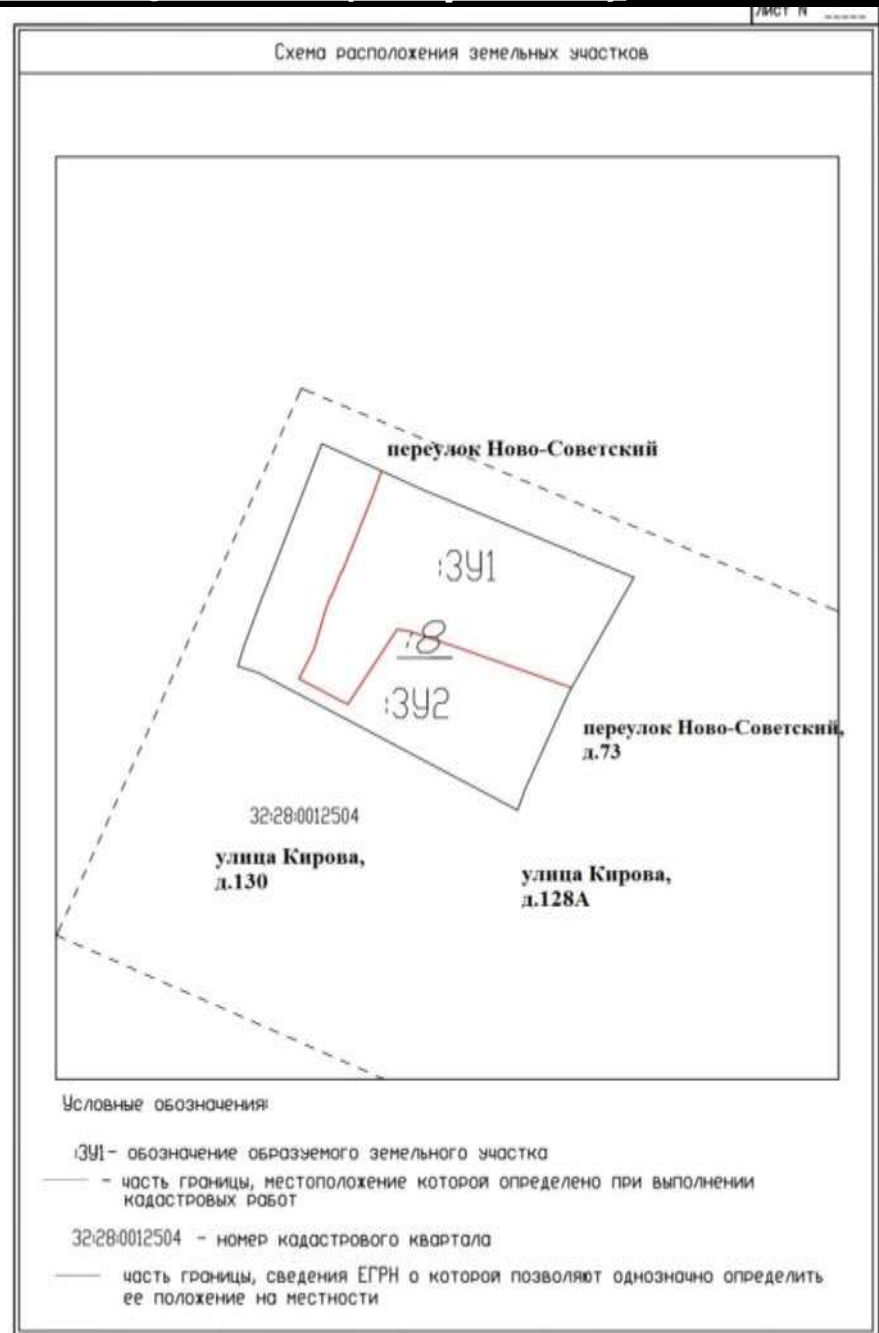 Лист N _____
Схема расположения земельных участков
переулок Ново-Советский
:ЗУ1
:8
:ЗУ2
переулок Ново-Советский,
д.73
32:28:0012504
улица Кирова,
д.130
улица Кирова,
д.128А
Условные обозначения:
:ЗУ1- обозначение образуемого земельного участка
- часть границы, местоположение которой определено при выполнении
кадастровых работ
32:28:0012504 - номер кадастрового квартала
часть границы, сведения ЕГРН о которой позволяют однозначно определить
ее положение на местности